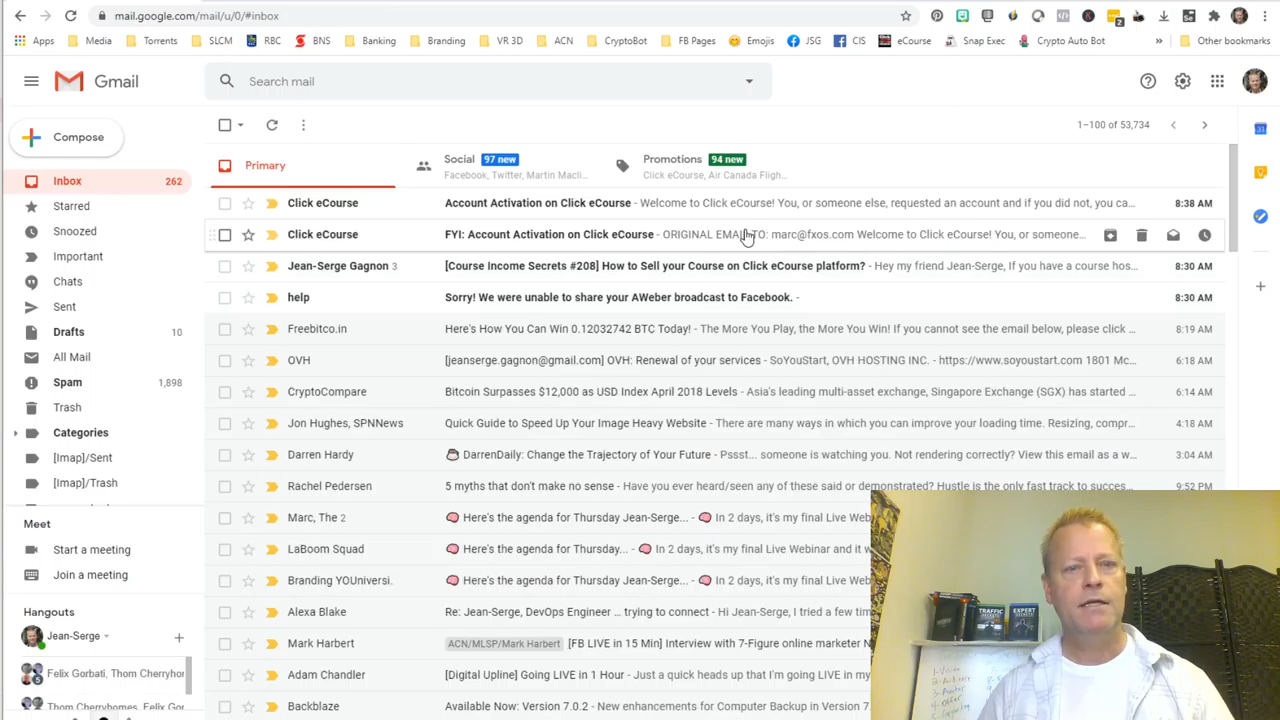 mail.google.com/mail/u/0/#inbox
Apps Media Torrents SLCM RBC BNS Banking Branding VR 3D ACN CryptoBot FB Pages Emojis JSG CIS eCourse Snap Exec Crypto Auto Bot » Other bookmarks
Gmail
Search mail
Compose
1–100 of 53,734
Primary
Social 97 new
Facebook, Twitter, Martin Macli...
Promotions 94 new
Click eCourse, Air Canada Fligh...
Inbox 262
Starred
Snoozed
Important
Chats
Sent
Drafts 10
All Mail
Spam 1,898
Trash
Categories
[Imap]/Sent
[Imap]/Trash
Meet
Start a meeting
Join a meeting
Hangouts
Jean-Serge
Felix Gorbati, Thom Cherryho
5
Thom Cherryhomes, Felix Gor
Click eCourse Account Activation on Click eCourse - Welcome to Click eCourse! You, or someone else, requested an account and if you did not, you ca... 8:38 AM
Click eCourse FYI: Account Activation on Click eCourse - ORIGINAL EMAIL TO: marc@fxos.com Welcome to Click eCourse! You, or someone...
Jean-Serge Gagnon 3 [Course Income Secrets #208] How to Sell your Course on Click eCourse platform? - Hey my friend Jean-Serge, If you have a course hos... 8:30 AM
help Sorry! We were unable to share your AWeber broadcast to Facebook. - 8:30 AM
Freebitco.in Here's How You Can Win 0.12032742 BTC Today! - The More You Play, the More You Win! If you cannot see the email below, please click ... 8:19 AM
OVH [jeanserge.gagnon@gmail.com] OVH: Renewal of your services - SoYouStart, OVH HOSTING INC. - https://www.soyoustart.com 1801 Mc... 6:18 AM
CryptoCompare Bitcoin Surpasses $12,000 as USD Index April 2018 Levels - Asia's leading multi-asset exchange, Singapore Exchange (SGX) has started ... 6:14 AM
Jon Hughes, SPNNews Quick Guide to Speed Up Your Image Heavy Website - There are many ways in which you can improve your loading time. Resizing, compr... 4:18 AM
Darren Hardy DarrenDaily: Change the Trajectory of Your Future - Pssst... someone is watching you. Not rendering correctly? View this email as a w... 3:04 AM
Rachel Pedersen 5 myths that don't make no sense - Have you ever heard/seen any of these said or demonstrated? Hustle is the only fast track to succes... 9:52 PM
Marc, The 2 Here's the agenda for Thursday Jean-Serge... - In 2 days, it's my final Live Web
LaBoom Squad Here's the agenda for Thursday... - In 2 days, it's my final Live Webinar and it w
Branding YOUniversi. Here's the agenda for Thursday Jean-Serge... - In 2 days, it's my final Live Web
Alexa Blake Re: Jean-Serge, DevOps Engineer ... trying to connect - Hi Jean-Serge, I tried a few tim
Mark Harbert ACN/MLSP/Mark Harbert [FB LIVE in 15 Min] Interview with 7-Figure online marketer N
Adam Chandler [Digital Upline] Going LIVE in 1 Hour - Just a quick heads up that I'm
Backblaze Available Now: Version 7.0.2 - New enhancements for Computer Backup in Version 7
TRAFFIC
SECRETS
EXPERT
SECRETS